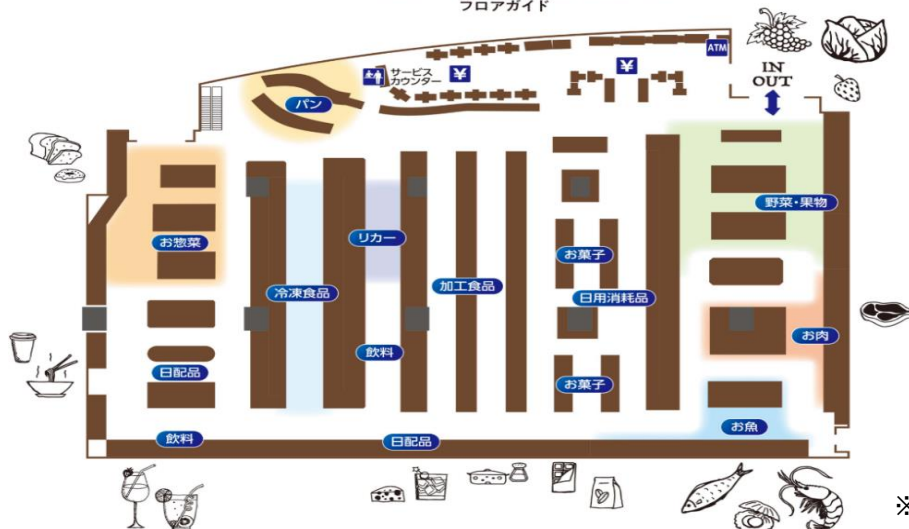 フロアガイド
ATM
サービス
カウンター
¥
¥
IN
OUT
パン
野菜・果物
お惣菜
リカー
お菓子
冷凍食品
加工食品
日用消耗品
お肉
飲料
日配品
お菓子
お魚
飲料
日配品
※